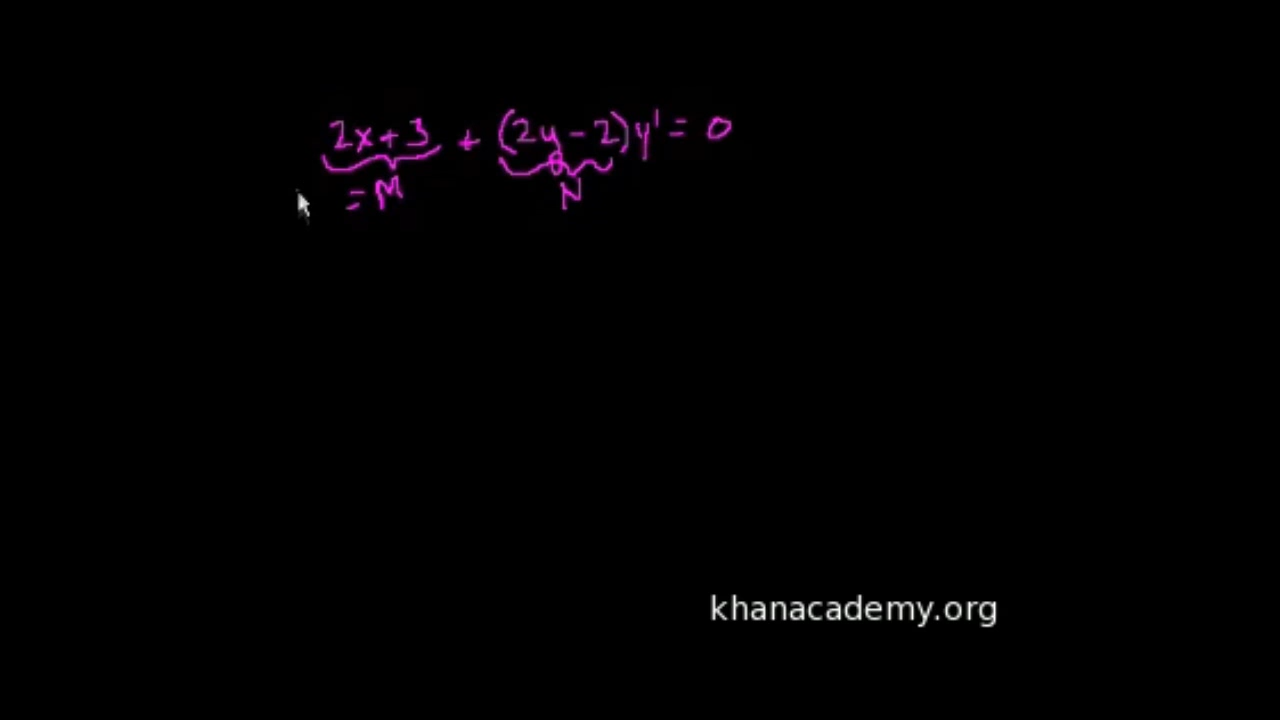 2x+3 + (2y-2)y' = 0
=M N
khanacademy.org